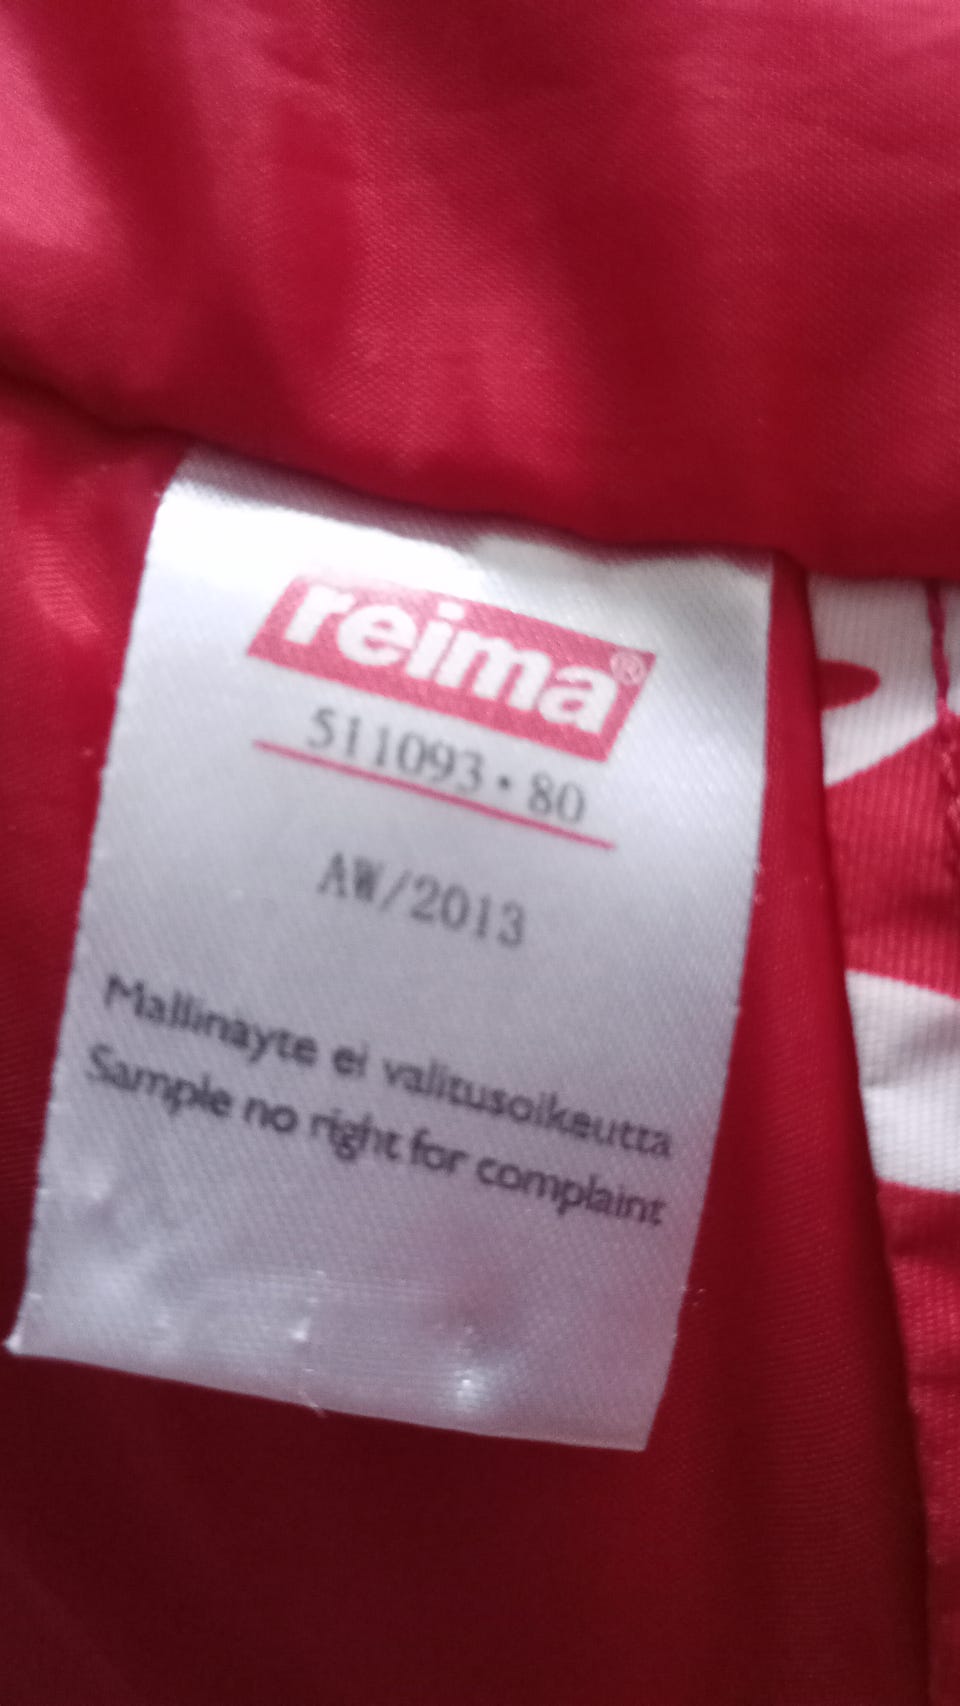 reima®
511093•80
AW/2013
Mallinäyte ei valitusoikeutta
Sample no right for complaint